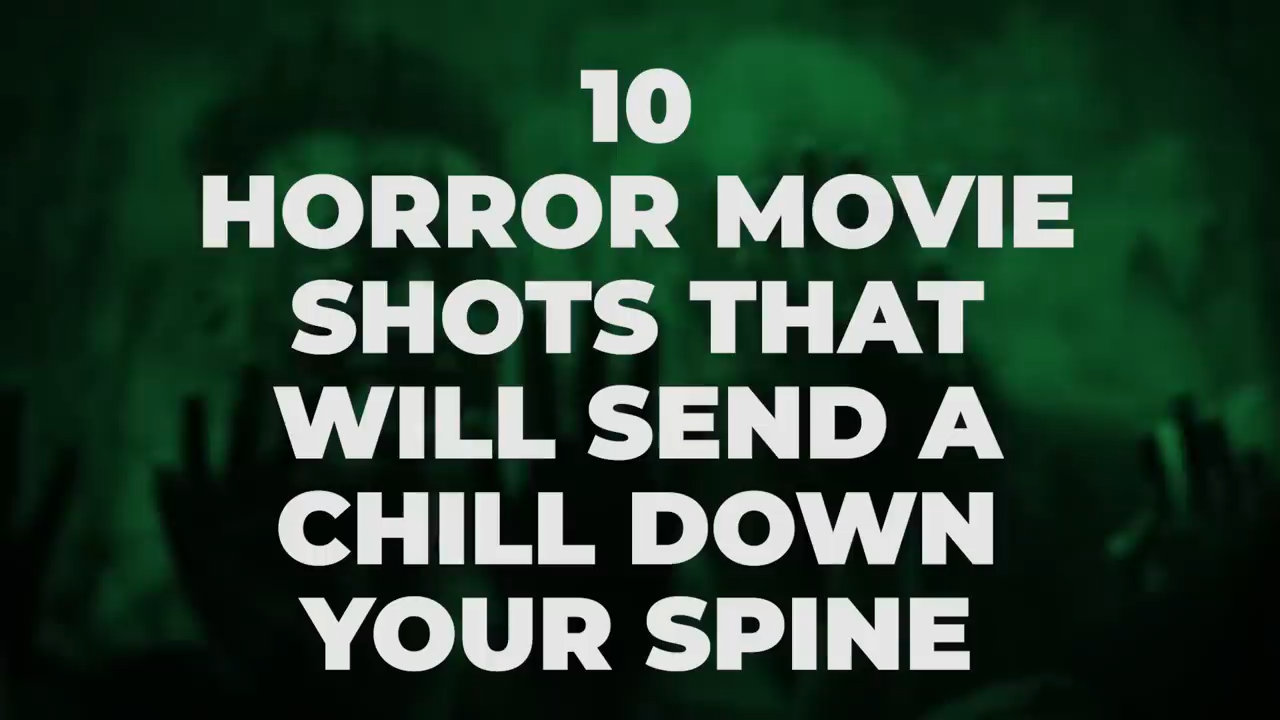 10
HORROR MOVIE
SHOTS THAT
WILL SEND A
CHILL DOWN
YOUR SPINE